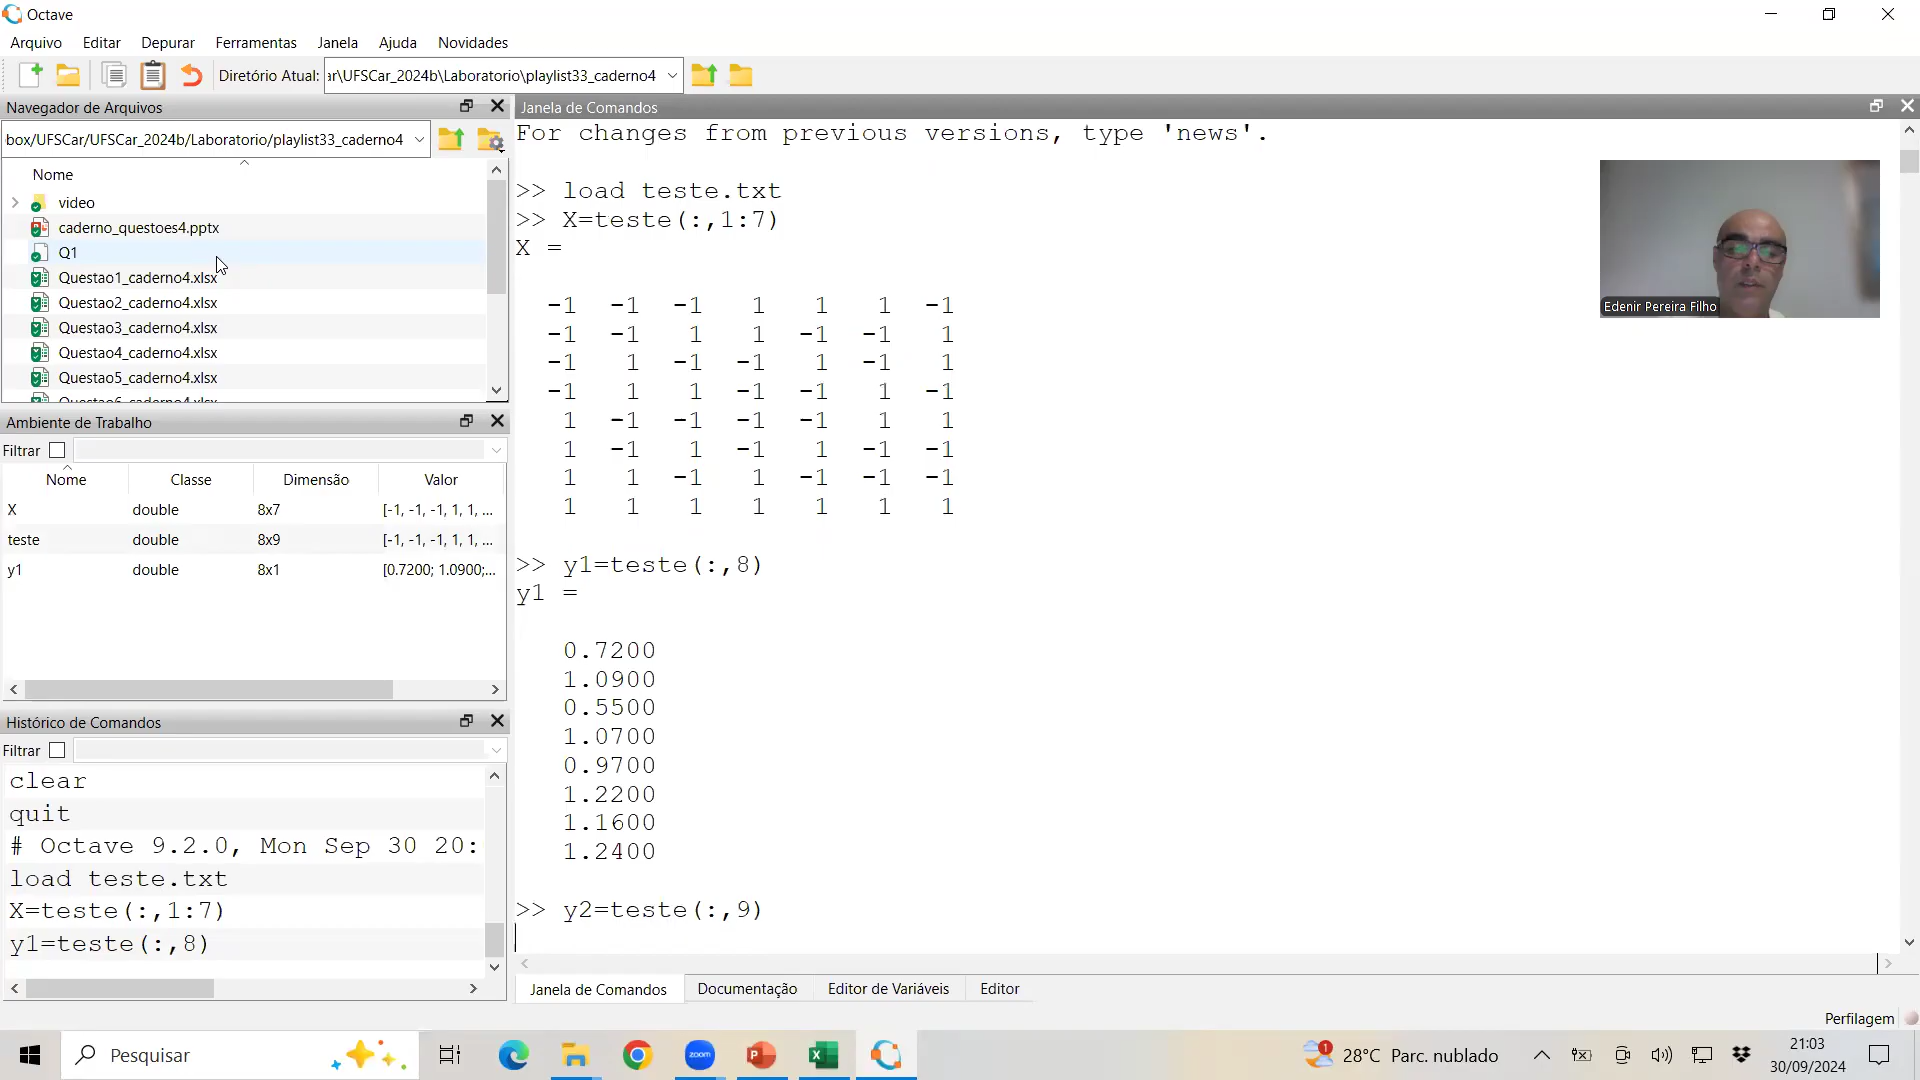 Octave
Arquivo Editar Depurar Ferramentas Janela Ajuda Novidades
Diretório Atual: ar\UFSCar_2024b\Laboratorio\playlist33_caderno4
Navegador de Arquivos
box/UFSCar/UFSCar_2024b/Laboratorio/playlist33_caderno4
Nome
video
caderno_questoes4.pptx
Q1
Questao1_caderno4.xlsx
Questao2_caderno4.xlsx
Questao3_caderno4.xlsx
Questao4_caderno4.xlsx
Questao5_caderno4.xlsx
Questao6_caderno4.xlsx
Ambiente de Trabalho
Filtrar
Nome Classe Dimensão Valor
X double 8x7 [-1, -1, -1, 1, 1, ...
teste double 8x9 [-1, -1, -1, 1, 1, ...
y1 double 8x1 [0.7200; 1.0900;...
Histórico de Comandos
Filtrar
clear
quit
# Octave 9.2.0, Mon Sep 30 20:
load teste.txt
X=teste(:,1:7)
y1=teste(:,8)
Janela de Comandos
For changes from previous versions, type 'news'.
>> load teste.txt
>> X=teste(:,1:7)
X =
-1 -1 -1 1 1 1 -1
-1 -1 1 1 -1 -1 1
-1 1 -1 -1 1 -1 1
-1 1 1 -1 -1 1 -1
1 -1 -1 -1 -1 1 1
1 -1 1 -1 1 -1 -1
1 1 -1 1 -1 -1 -1
1 1 1 1 1 1 1
>> y1=teste(:,8)
y1 =
0.7200
1.0900
0.5500
1.0700
0.9700
1.2200
1.1600
1.2400
>> y2=teste(:,9)
Edenir Pereira Filho
Janela de Comandos Documentação Editor de Variáveis Editor
Perfilagem
Pesquisar
zoom
1
28°C Parc. nublado
21:03
30/09/2024